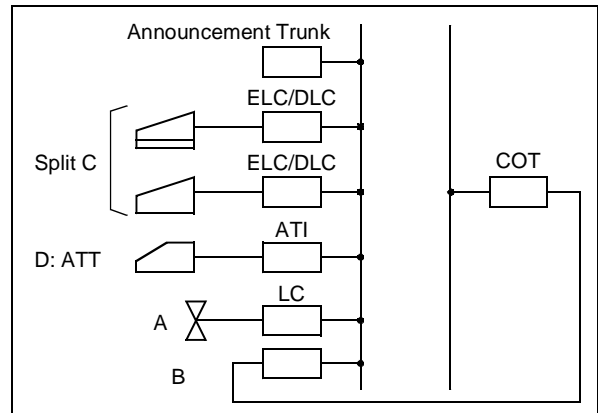 Announcement Trunk
ELC/DLC
Split C
ELC/DLC
COT
ATI
D: ATT
LC
A
B